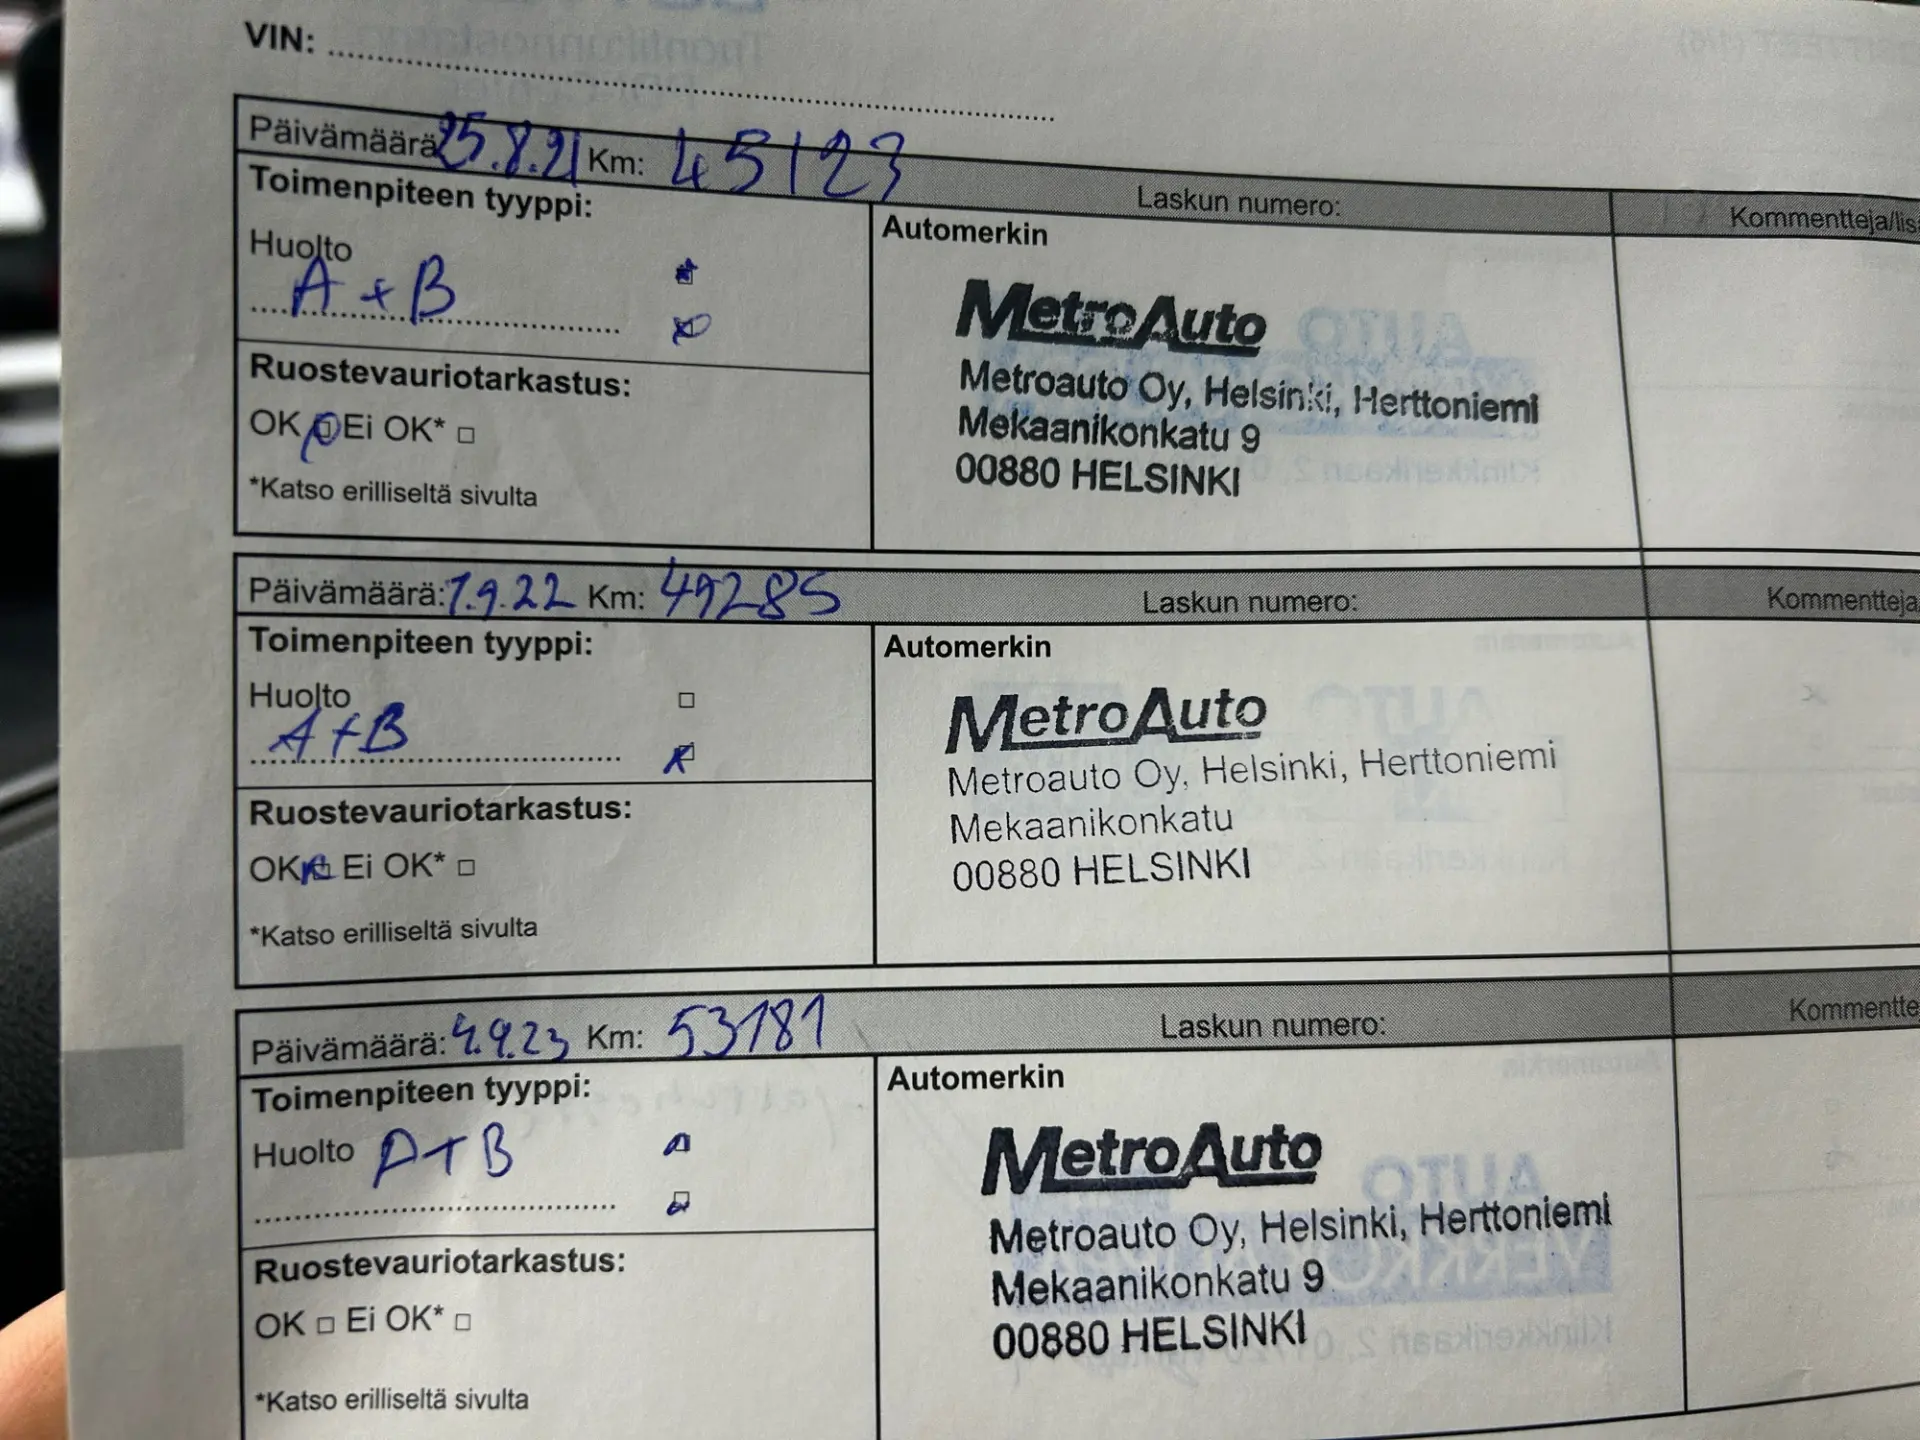 VIN:
Päivämäärä 25.8.21 Km: 45123 Laskun numero: Kommentteja/lis
Toimenpiteen tyyppi:
Automerkin
Huolto
A + B
MetroAuto
Metroauto Oy, Helsinki, Herttoniemi
Mekaanikonkatu 9
00880 HELSINKI
Ruostevauriotarkastus:
OK Ei OK*
*Katso erilliseltä sivulta
Päivämäärä: 1.9.22 Km: 49285 Laskun numero: Kommentteja
Toimenpiteen tyyppi:
Automerkin
Huolto
A+B
MetroAuto
Metroauto Oy, Helsinki, Herttoniemi
Mekaanikonkatu
00880 HELSINKI
Ruostevauriotarkastus:
OK Ei OK*
*Katso erilliseltä sivulta
Päivämäärä: 4.9.23 Km: 53181 Laskun numero: Kommentte
Toimenpiteen tyyppi:
Automerkin
Huolto A+B
MetroAuto
Metroauto Oy, Helsinki, Herttoniemi
Mekaanikonkatu 9
00880 HELSINKI
Ruostevauriotarkastus:
OK Ei OK*
*Katso erilliseltä sivulta